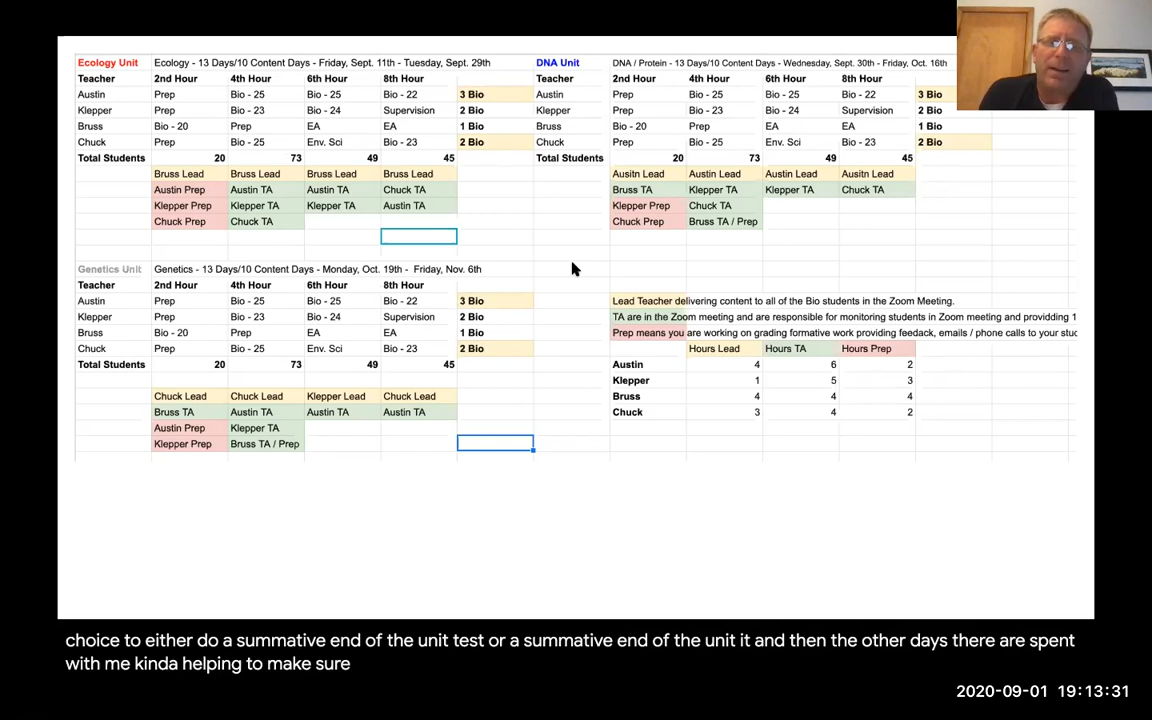 Ecology Unit Ecology - 13 Days/10 Content Days - Friday, Sept. 11th - Tuesday, Sept. 29th
Teacher 2nd Hour 4th Hour 6th Hour 8th Hour
Austin Prep Bio - 25 Bio - 25 Bio - 22 3 Bio
Klepper Prep Bio - 23 Bio - 24 Supervision 2 Bio
Bruss Bio - 20 Prep EA EA 1 Bio
Chuck Prep Bio - 25 Env. Sci Bio - 23 2 Bio
Total Students 20 73 49 45
Bruss Lead Bruss Lead Bruss Lead Bruss Lead
Austin Prep Austin TA Austin TA Chuck TA
Klepper Prep Klepper TA Klepper TA Austin TA
Chuck Prep Chuck TA
DNA Unit DNA / Protein - 13 Days/10 Content Days - Wednesday, Sept. 30th - Friday, Oct. 16th
Teacher 2nd Hour 4th Hour 6th Hour 8th Hour
Austin Prep Bio - 25 Bio - 25 Bio - 22 3 Bio
Klepper Prep Bio - 23 Bio - 24 Supervision 2 Bio
Bruss Bio - 20 Prep EA EA 1 Bio
Chuck Prep Bio - 25 Env. Sci Bio - 23 2 Bio
Total Students 20 73 49 45
Ausitn Lead Austin Lead Austin Lead Ausitn Lead
Bruss TA Klepper TA Klepper TA Chuck TA
Klepper Prep Chuck TA
Chuck Prep Bruss TA / Prep
Genetics Unit Genetics - 13 Days/10 Content Days - Monday, Oct. 19th - Friday, Nov. 6th
Teacher 2nd Hour 4th Hour 6th Hour 8th Hour
Austin Prep Bio - 25 Bio - 25 Bio - 22 3 Bio
Klepper Prep Bio - 23 Bio - 24 Supervision 2 Bio
Bruss Bio - 20 Prep EA EA 1 Bio
Chuck Prep Bio - 25 Env. Sci Bio - 23 2 Bio
Total Students 20 73 49 45
Chuck Lead Chuck Lead Klepper Lead Chuck Lead
Bruss TA Austin TA Austin TA Austin TA
Austin Prep Klepper TA
Klepper Prep Bruss TA / Prep
Lead Teacher delivering content to all of the Bio students in the Zoom Meeting.
TA are in the Zoom meeting and are responsible for monitoring students in Zoom meeting and providding 1
Prep means you are working on grading formative work providing feedack, emails / phone calls to your stuc
Hours Lead Hours TA Hours Prep
Austin 4 6 2
Klepper 1 5 3
Bruss 4 4 4
Chuck 3 4 2
choice to either do a summative end of the unit test or a summative end of the unit it and then the other days there are spent
with me kinda helping to make sure
2020-09-01 19:13:31